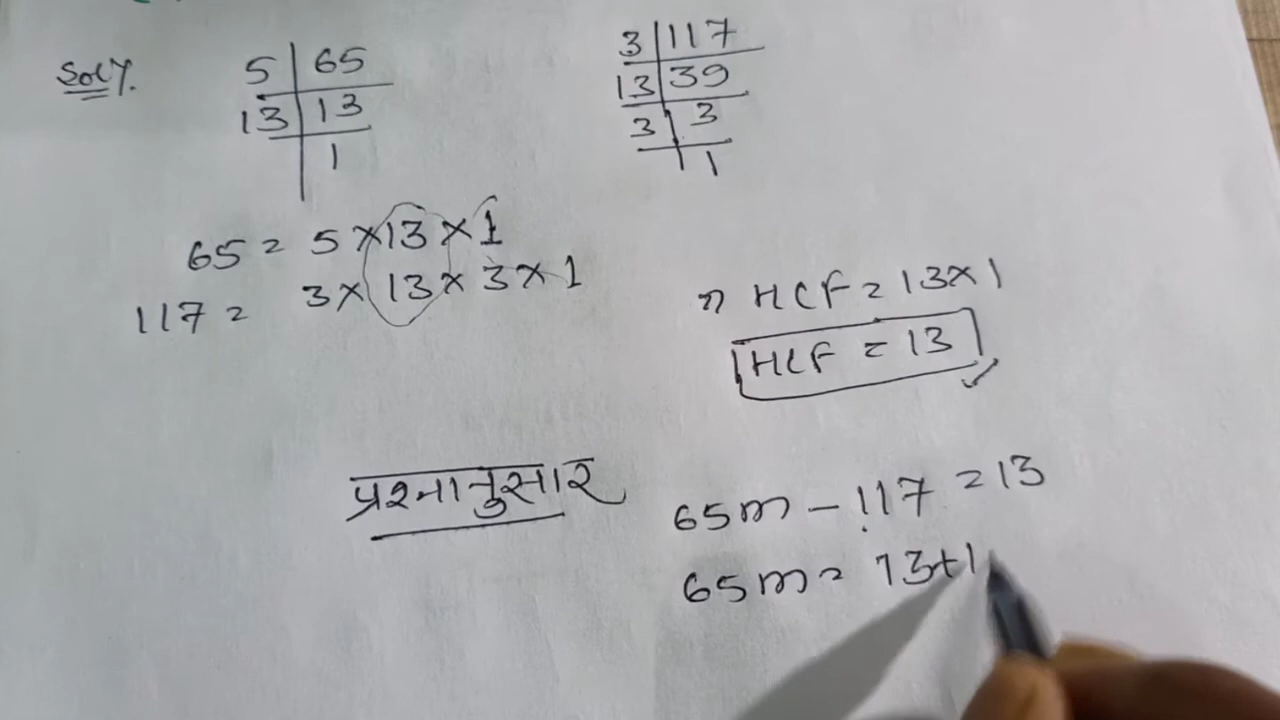 Solⁿ.
5 | 65
13 | 13
1
3 | 117
13 | 39
3 | 3
1
65 = 5 × 13 × 1
117 = 3 × 13 × 3 × 1
HCF = 13 × 1
HCF = 13
प्रश्नानुसार
65m - 117 = 13
65m = 13 + 1